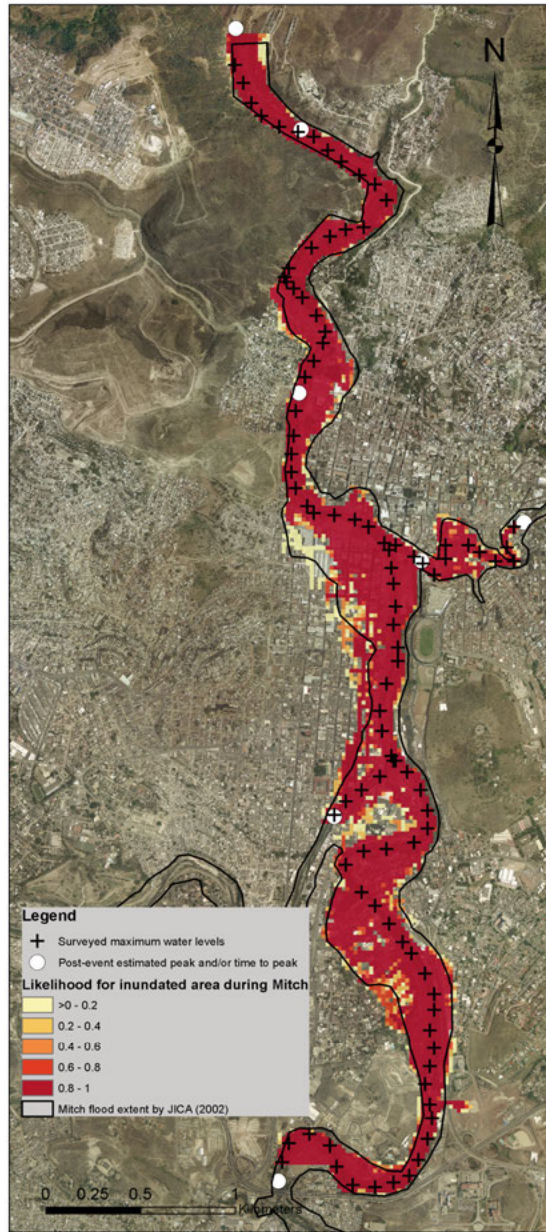 N
Legend
Surveyed maximum water levels
Post-event estimated peak and/or time to peak
Likelihood for inundated area during Mitch
>0 - 0.2
0.2 - 0.4
0.4 - 0.6
0.6 - 0.8
0.8 - 1
Mitch flood extent by JICA (2002)
0 0.25 0.5 1
Kilometers